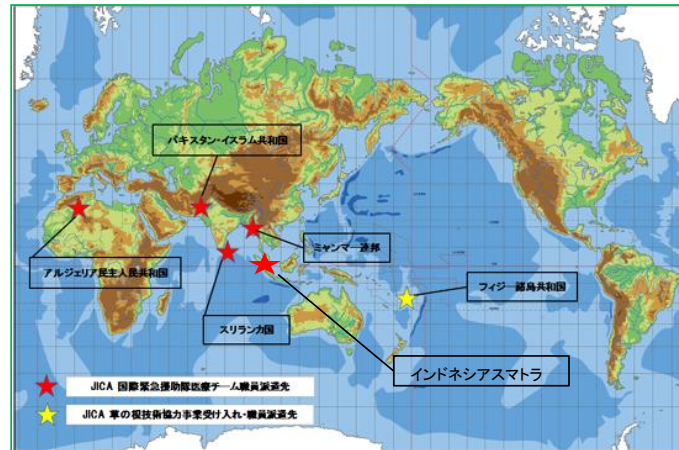 パキスタン・イスラム共和国
ミャンマー連邦
アルジェリア民主人民共和国
フィジー諸島共和国
スリランカ国
インドネシアスマトラ
JICA 国際緊急援助隊医療チーム職員派遣先
JICA 草の根技術協力事業受け入れ・職員派遣先